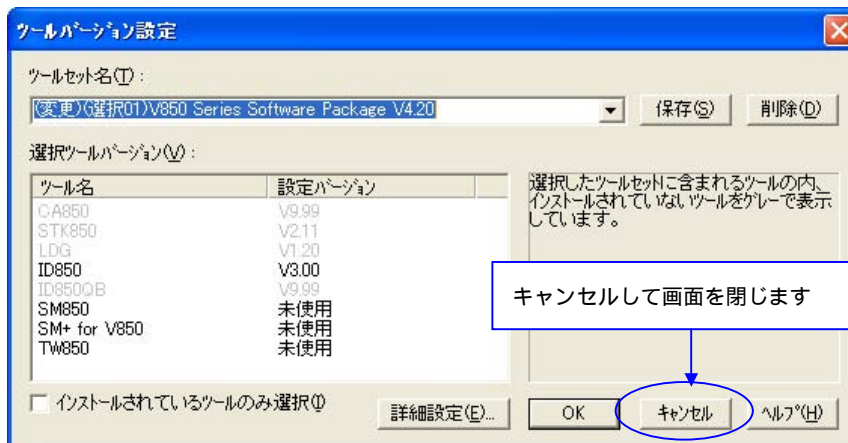 ツールバージョン設定
ツールセット名(T):
(変更)(選択01)V850 Series Software Package V4.20
保存(S)
削除(D)
選択ツールバージョン(V):
ツール名 設定バージョン
CA850 V9.99
STK850 V2.11
LDG V1.20
ID850 V3.00
ID850QB V9.99
SM850 未使用
SM+ for V850 未使用
TW850 未使用
選択したツールセットに含まれるツールの内、
インストールされていないツールをグレーで表示
しています。
キャンセルして画面を閉じます
インストールされているツールのみ選択(I)
詳細設定(E)...
OK
キャンセル
ヘルプ(H)